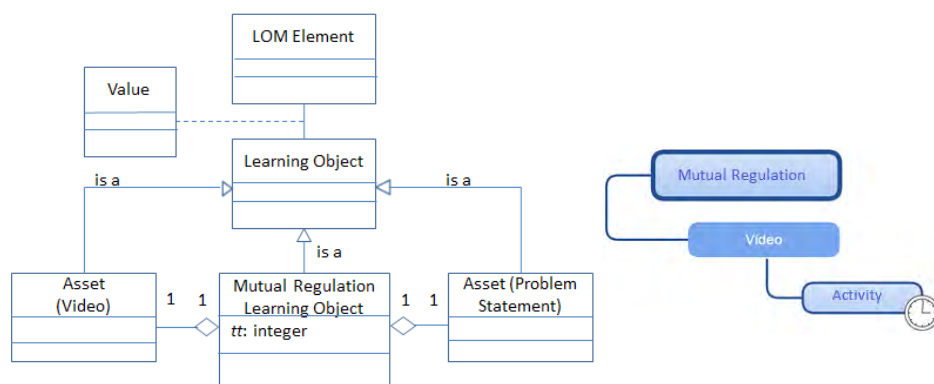 LOM Element
Value
Learning Object
is a
is a
is a
Asset
(Video)
1
1
Mutual Regulation
Learning Object
tt: integer
1
1
Asset (Problem
Statement)
Mutual Regulation
Vídeo
Activity